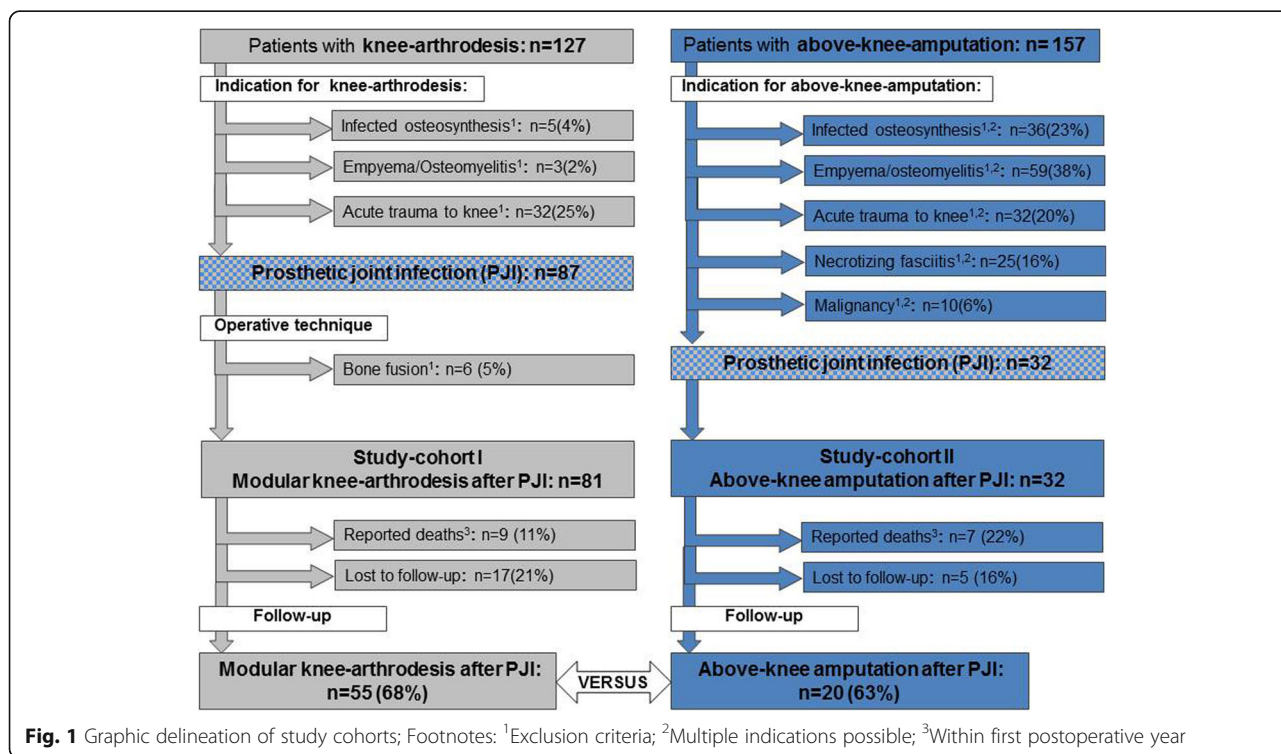 Patients with knee-arthrodesis: n=127
Indication for knee-arthrodesis:
Infected osteosynthesis¹: n=5(4%)
Empyema/Osteomyelitis¹: n=3(2%)
Acute trauma to knee¹: n=32(25%)
Prosthetic joint infection (PJI): n=87
Operative technique
Bone fusion¹: n=6 (5%)
Study-cohort I
Modular knee-arthrodesis after PJI: n=81
Reported deaths³: n=9 (11%)
Lost to follow-up: n=17(21%)
Follow-up
Modular knee-arthrodesis after PJI:
n=55 (68%)
VERSUS
Patients with above-knee-amputation: n= 157
Indication for above-knee-amputation:
Infected osteosynthesis¹,²: n=36(23%)
Empyema/osteomyelitis¹,²: n=59(38%)
Acute trauma to knee¹,²: n=32(20%)
Necrotizing fasciitis¹,²: n=25(16%)
Malignancy¹,²: n=10(6%)
Prosthetic joint infection (PJI): n=32
Study-cohort II
Above-knee amputation after PJI: n=32
Reported deaths³: n=7 (22%)
Lost to follow-up: n=5 (16%)
Follow-up
Above-knee amputation after PJI:
n=20 (63%)
Fig. 1 Graphic delineation of study cohorts; Footnotes: ¹Exclusion criteria; ²Multiple indications possible; ³Within first postoperative year